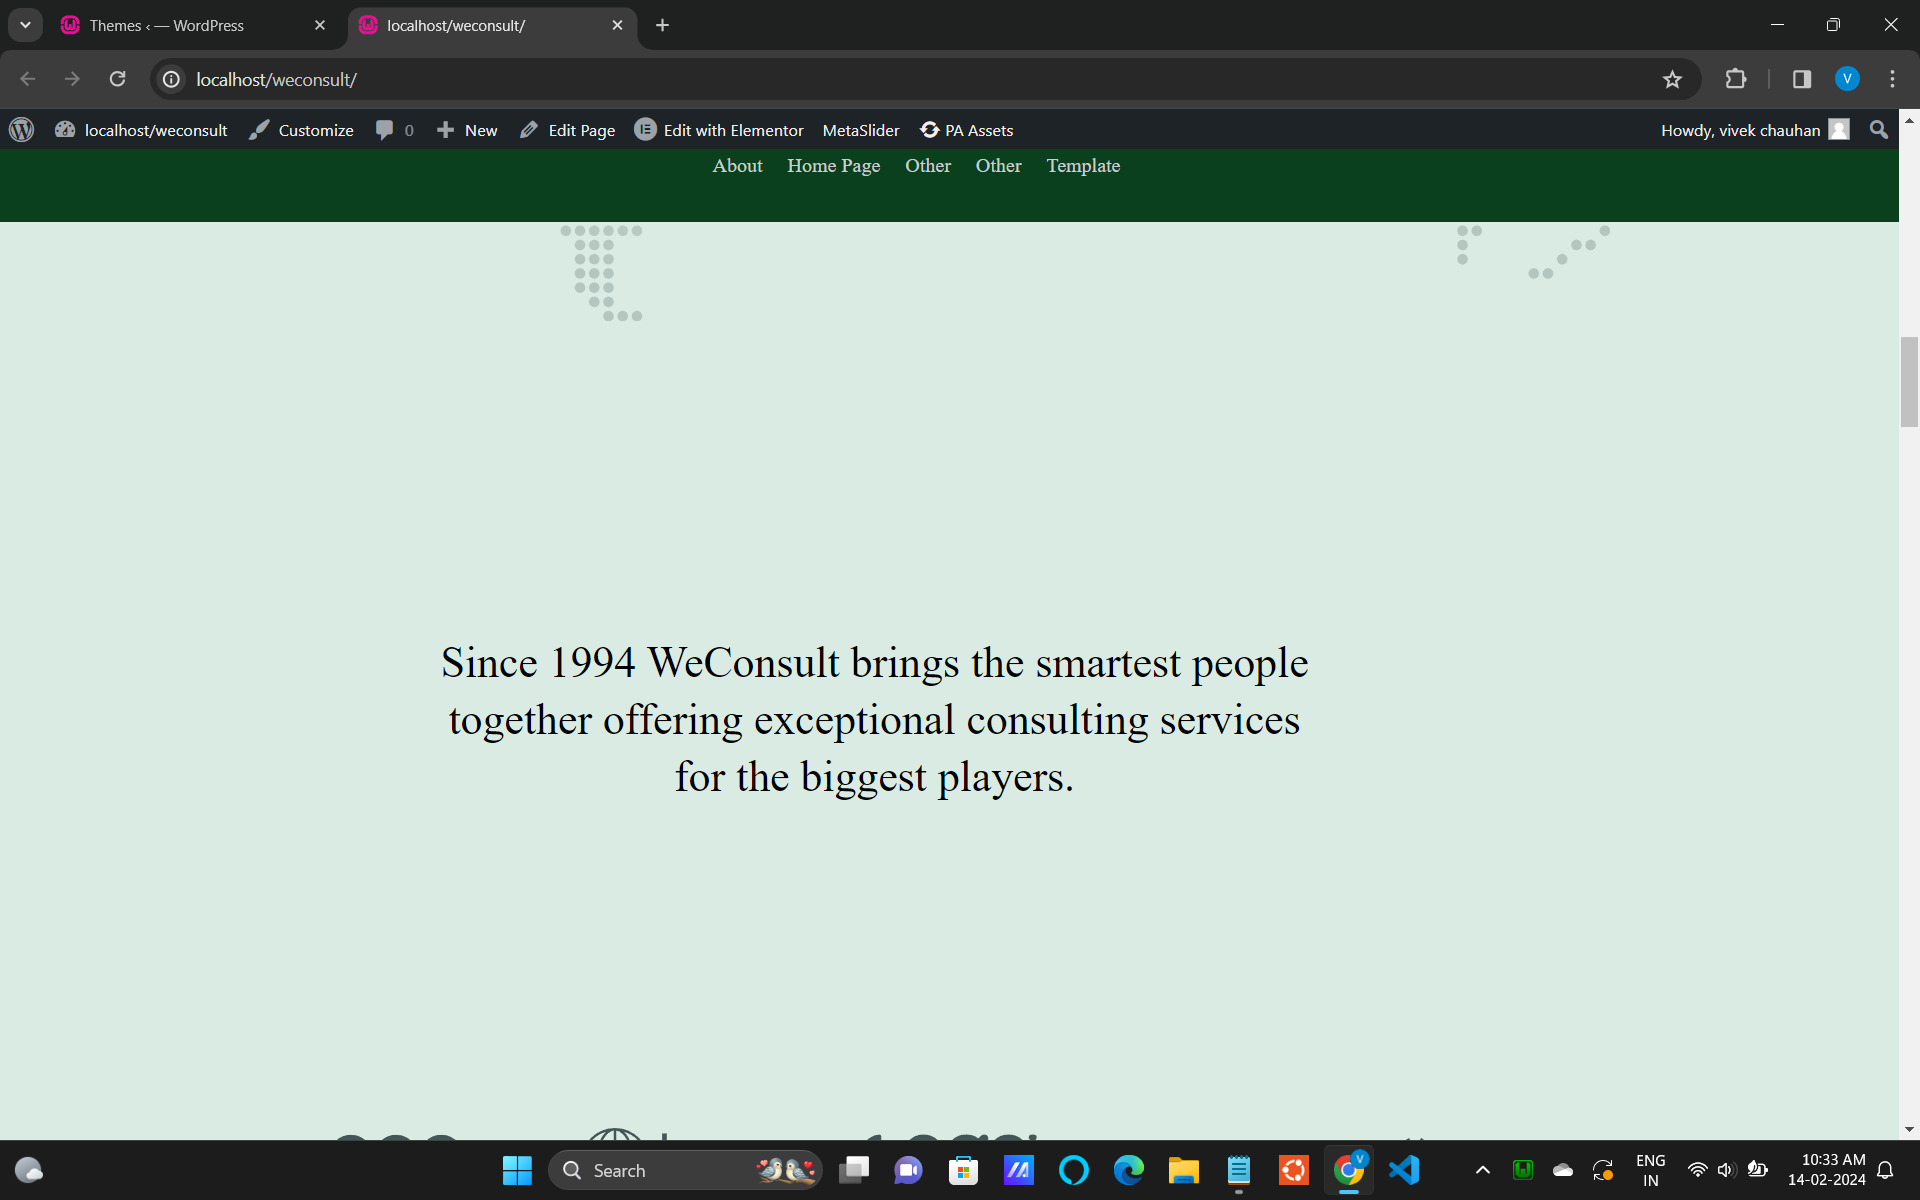 Themes ‹ — WordPress
localhost/weconsult/
localhost/weconsult/
V
localhost/weconsult
Customize
0
New
Edit Page
Edit with Elementor
MetaSlider
PA Assets
Howdy, vivek chauhan
About
Home Page
Other
Other
Template
Since 1994 WeConsult brings the smartest people
together offering exceptional consulting services
for the biggest players.
Search
V
ENG
IN
10:33 AM
14-02-2024